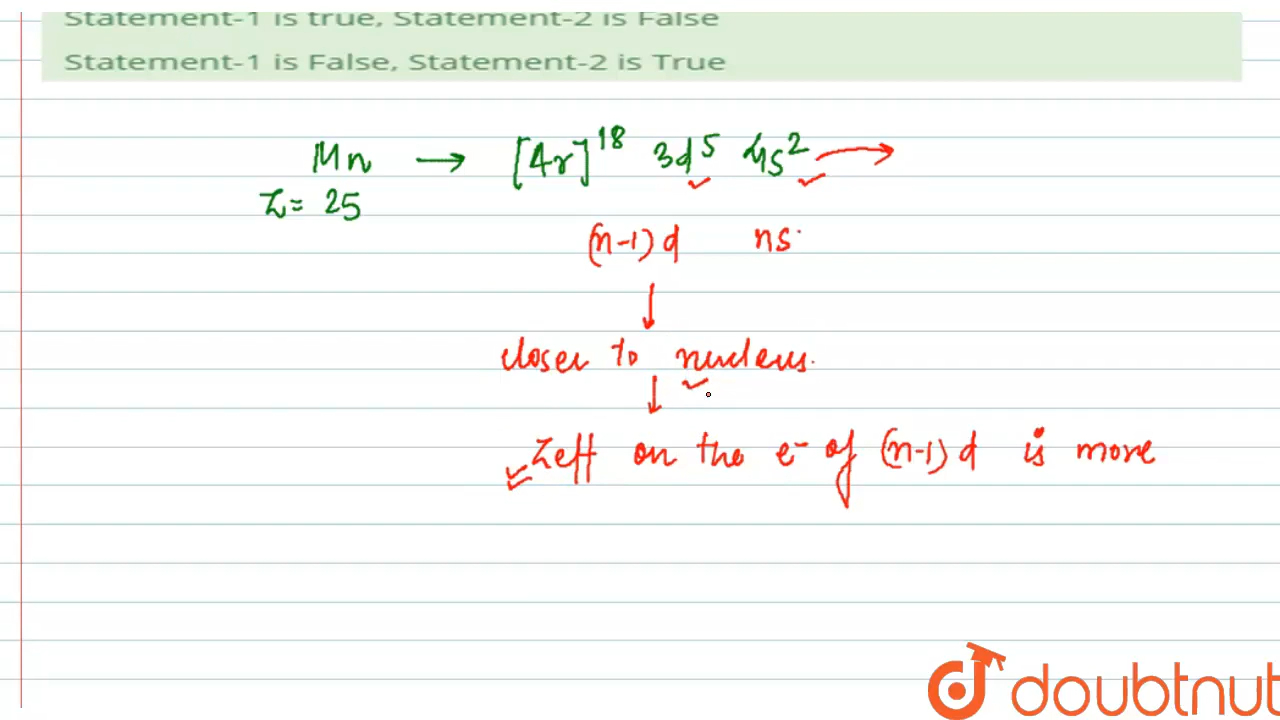 Statement-1 is true, Statement-2 is False
Statement-1 is False, Statement-2 is True
Mn → [Ar]¹⁸ 3d⁵ 4s² →
Z= 25
(n-1)d ns
↓
closer to nucleus.
↓
Zeff on the e⁻ of (n-1)d is more
doubtnut